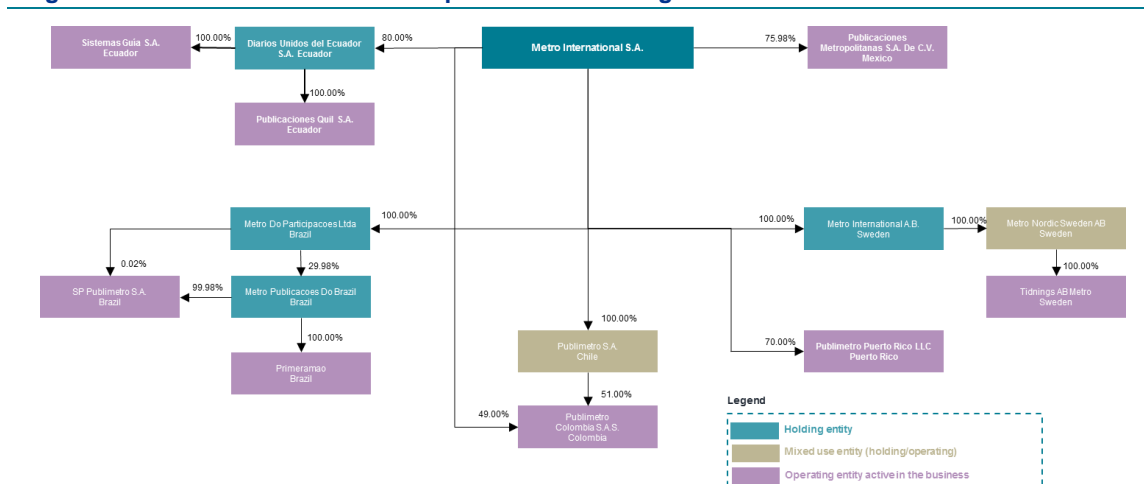 Sistemas Guía S.A.
Ecuador
100.00%
Diarios Unidos del Ecuador
S.A. Ecuador
80.00%
Metro International S.A.
75.98%
Publicaciones
Metropolitanas S.A. De C.V.
Mexico
100.00%
Publicaciones Quil S.A.
Ecuador
Metro Do Participacoes Ltda
Brazil
100.00%
100.00%
Metro International A.B.
Sweden
100.00%
Metro Nordic Sweden AB
Sweden
0.02%
29.98%
100.00%
SP Publimetro S.A.
Brazil
99.98%
Metro Publicacoes Do Brazil
Brazil
Tidnings AB Metro
Sweden
100.00%
100.00%
Primeramao
Brazil
Publimetro S.A.
Chile
70.00%
Publimetro Puerto Rico LLC
Puerto Rico
51.00%
49.00%
Publimetro
Colombia S.A.S.
Colombia
Legend
Holding entity
Mixed use entity (holding/operating)
Operating entity active in the business